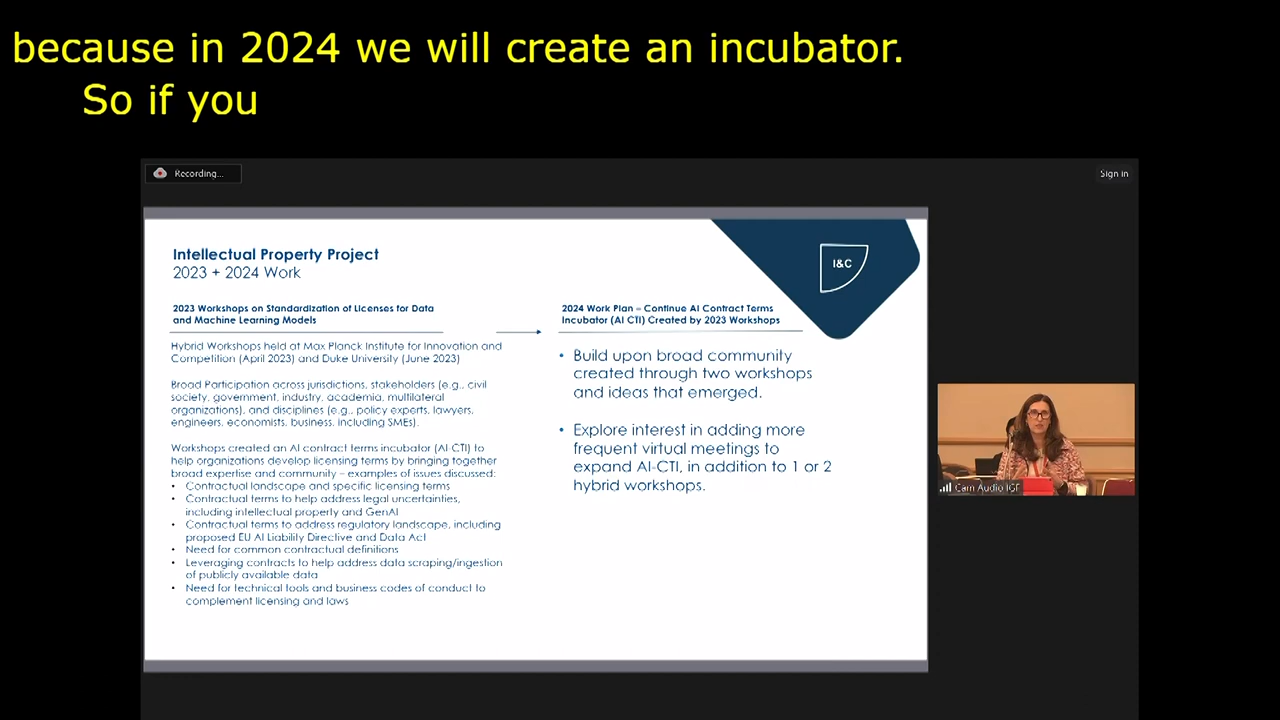 because in 2024 we will create an incubator.
So if you
Recording...
Sign in
Intellectual Property Project
2023 + 2024 Work
I&C
2023 Workshops on Standardization of Licenses for Data
and Machine Learning Models
Hybrid Workshops held at Max Planck Institute for Innovation and
Competition (April 2023) and Duke University (June 2023)
Broad Participation across jurisdictions, stakeholders (e.g., civil
society, government, industry, academia, multilateral
organizations), and disciplines (e.g., policy experts, lawyers,
engineers, economists, business, including SMEs).
Workshops created an AI contract terms incubator (AI-CTI) to
help organizations develop licensing terms by bringing together
broad expertise and community – examples of issues discussed:
• Contractual landscape and specific licensing terms
• Contractual terms to help address legal uncertainties,
including intellectual property and GenAI
• Contractual terms to address regulatory landscape, including
proposed EU AI Liability Directive and Data Act
• Need for common contractual definitions
• Leveraging contracts to help address data scraping/ingestion
of publicly available data
• Need for technical tools and business codes of conduct to
complement licensing and laws
2024 Work Plan – Continue AI Contract Terms
Incubator (AI CTI) Created by 2023 Workshops
• Build upon broad community
created through two workshops
and ideas that emerged.
• Explore interest in adding more
frequent virtual meetings to
expand AI-CTI, in addition to 1 or 2
hybrid workshops.
Cam Audio IGF